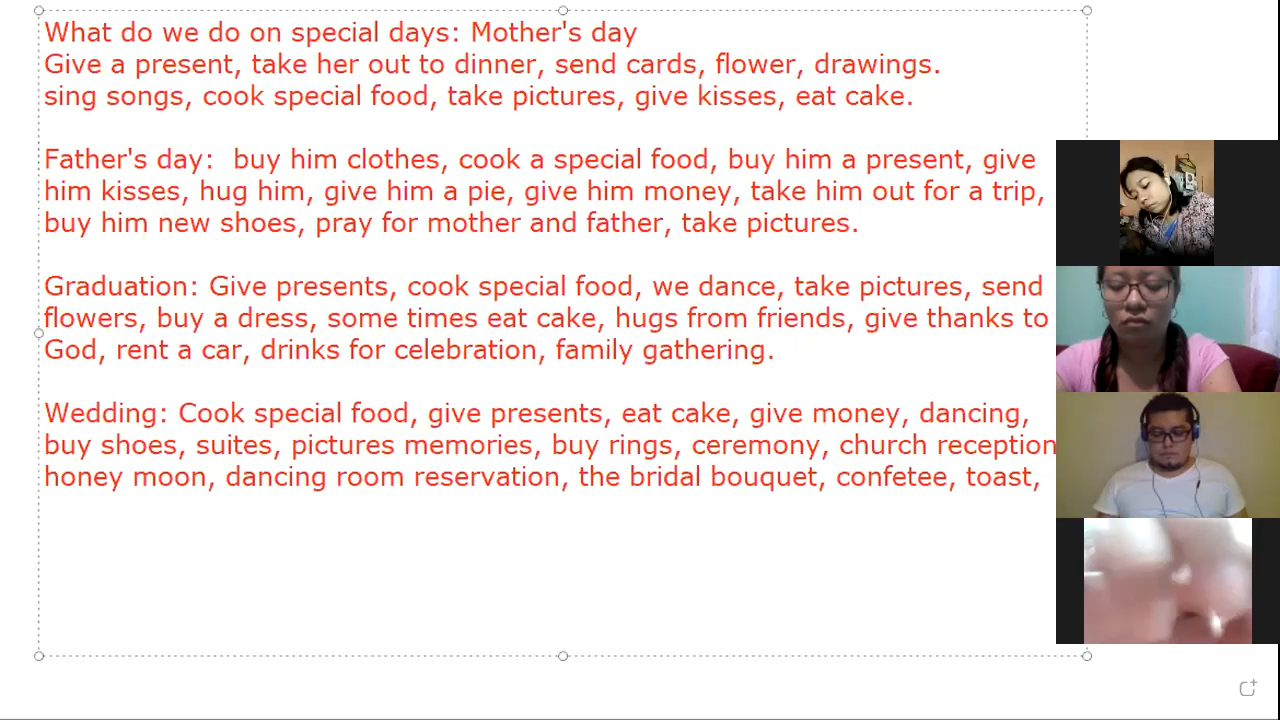 What do we do on special days: Mother's day
Give a present, take her out to dinner, send cards, flower, drawings.
sing songs, cook special food, take pictures, give kisses, eat cake.
Father's day:  buy him clothes, cook a special food, buy him a present, give
him kisses, hug him, give him a pie, give him money, take him out for a trip,
buy him new shoes, pray for mother and father, take pictures.
Graduation: Give presents, cook special food, we dance, take pictures, send
flowers, buy a dress, some times eat cake, hugs from friends, give thanks to
God, rent a car, drinks for celebration, family gathering.
Wedding: Cook special food, give presents, eat cake, give money, dancing,
buy shoes, suites, pictures memories, buy rings, ceremony, church reception
honey moon, dancing room reservation, the bridal bouquet, confetee, toast,